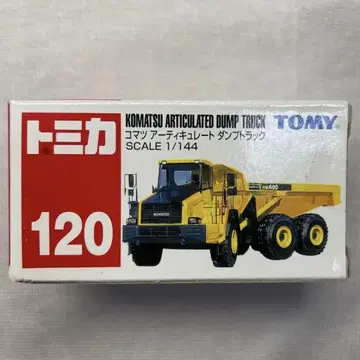 トミカ
120
KOMATSU ARTICULATED DUMP TRUCK
TOMY
コマツ アーティキュレート ダンプトラック
SCALE 1/144
KOMATSU